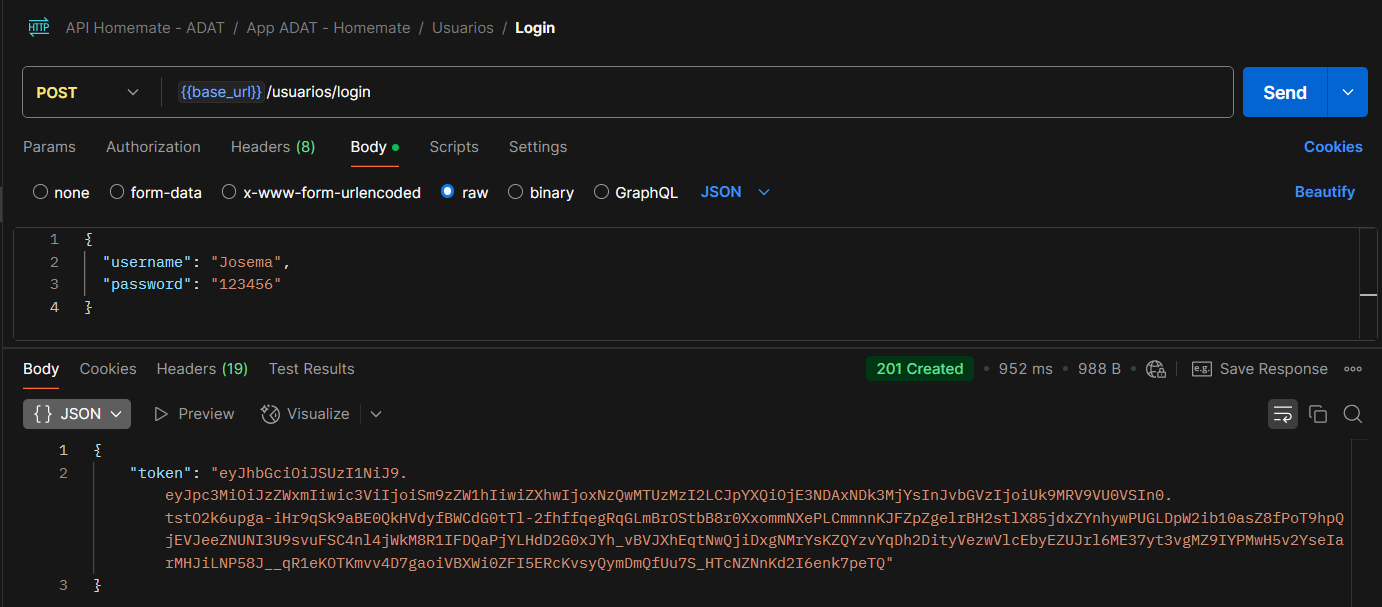 HTTP API Homemate - ADAT / App ADAT - Homemate / Usuarios / Login
POST {{base_url}}/usuarios/login Send
Params Authorization Headers (8) Body Scripts Settings Cookies
none form-data x-www-form-urlencoded raw binary GraphQL JSON Beautify
1 {
2 "username": "Josema",
3 "password": "123456"
4 }
Body Cookies Headers (19) Test Results 201 Created • 952 ms • 988 B • e.g. Save Response
{} JSON Preview Visualize
1 {
2 "token": "eyJhbGciOiJSUzI1NiJ9.
eyJpc3MiOiJzZWxmIiwic3ViIjoiSm9zZW1hIiwiZXhwIjoxNzQwMTUzMzI2LCJpYXQiOjE3NDAxNDk3MjYsInJvbGVzIjoiUk9MRV9VU0VSIn0.
tstO2k6upga-iHr9qSk9aBE0QkHVdyfBWCdG0tTl-2fhffqegRqGLmBrOStbB8r0XxommNXePLCmmnnKJFZpZgelrBH2stlX85jdxZYnhywPUGLDpW2ib10asZ8fPoT9hpQ
jEVJeeZNUNI3U9svuFSC4nl4jWkM8R1IFDQaPjYLHdD2G0xJYh_vBVJXhEqtNwQjiDxgNMrYsKZQYzvYqDh2DityVezwVlcEbyEZUJrl6ME37yt3vgMZ9IYPMwH5v2YseIa
rMHJiLNP58J__qR1eKOTKmvv4D7gaoiVBXWi0ZFI5ERcKvsyQymDmQfUu7S_HTcNZNnKd2I6enk7peTQ"
3 }